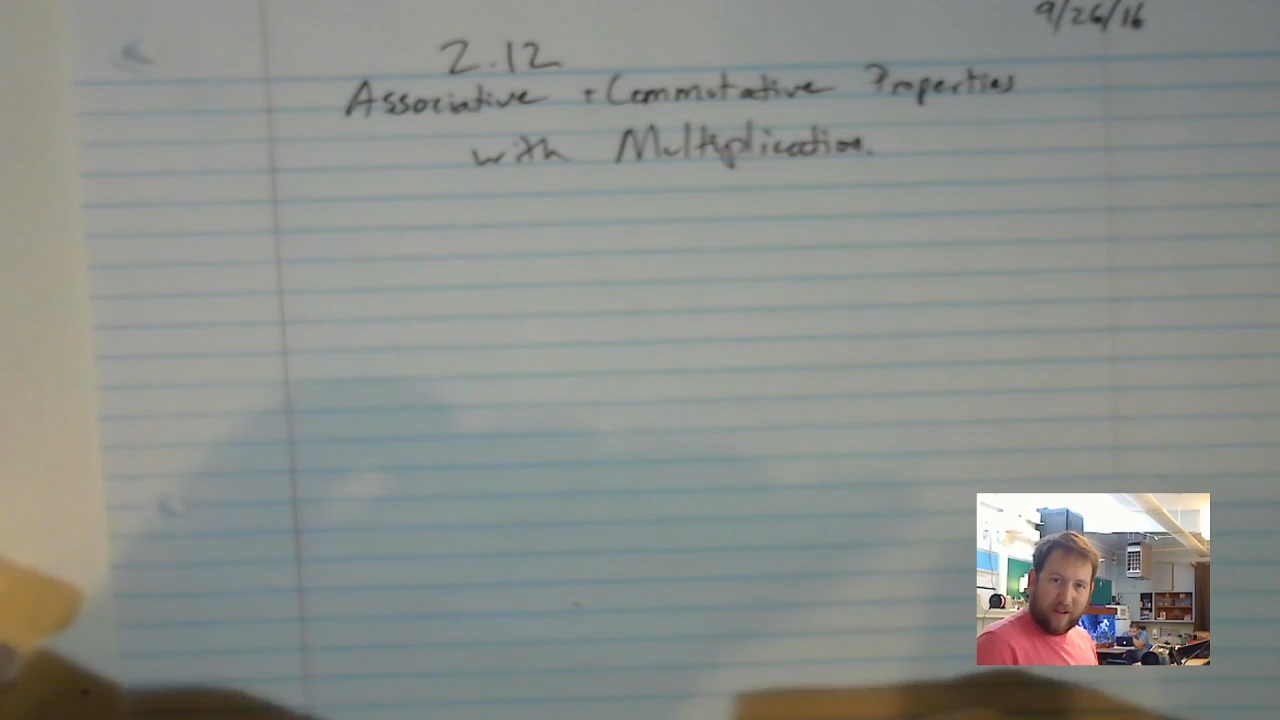 9/26/16
2.12
Associative + Commutative Properties
with Multiplication.